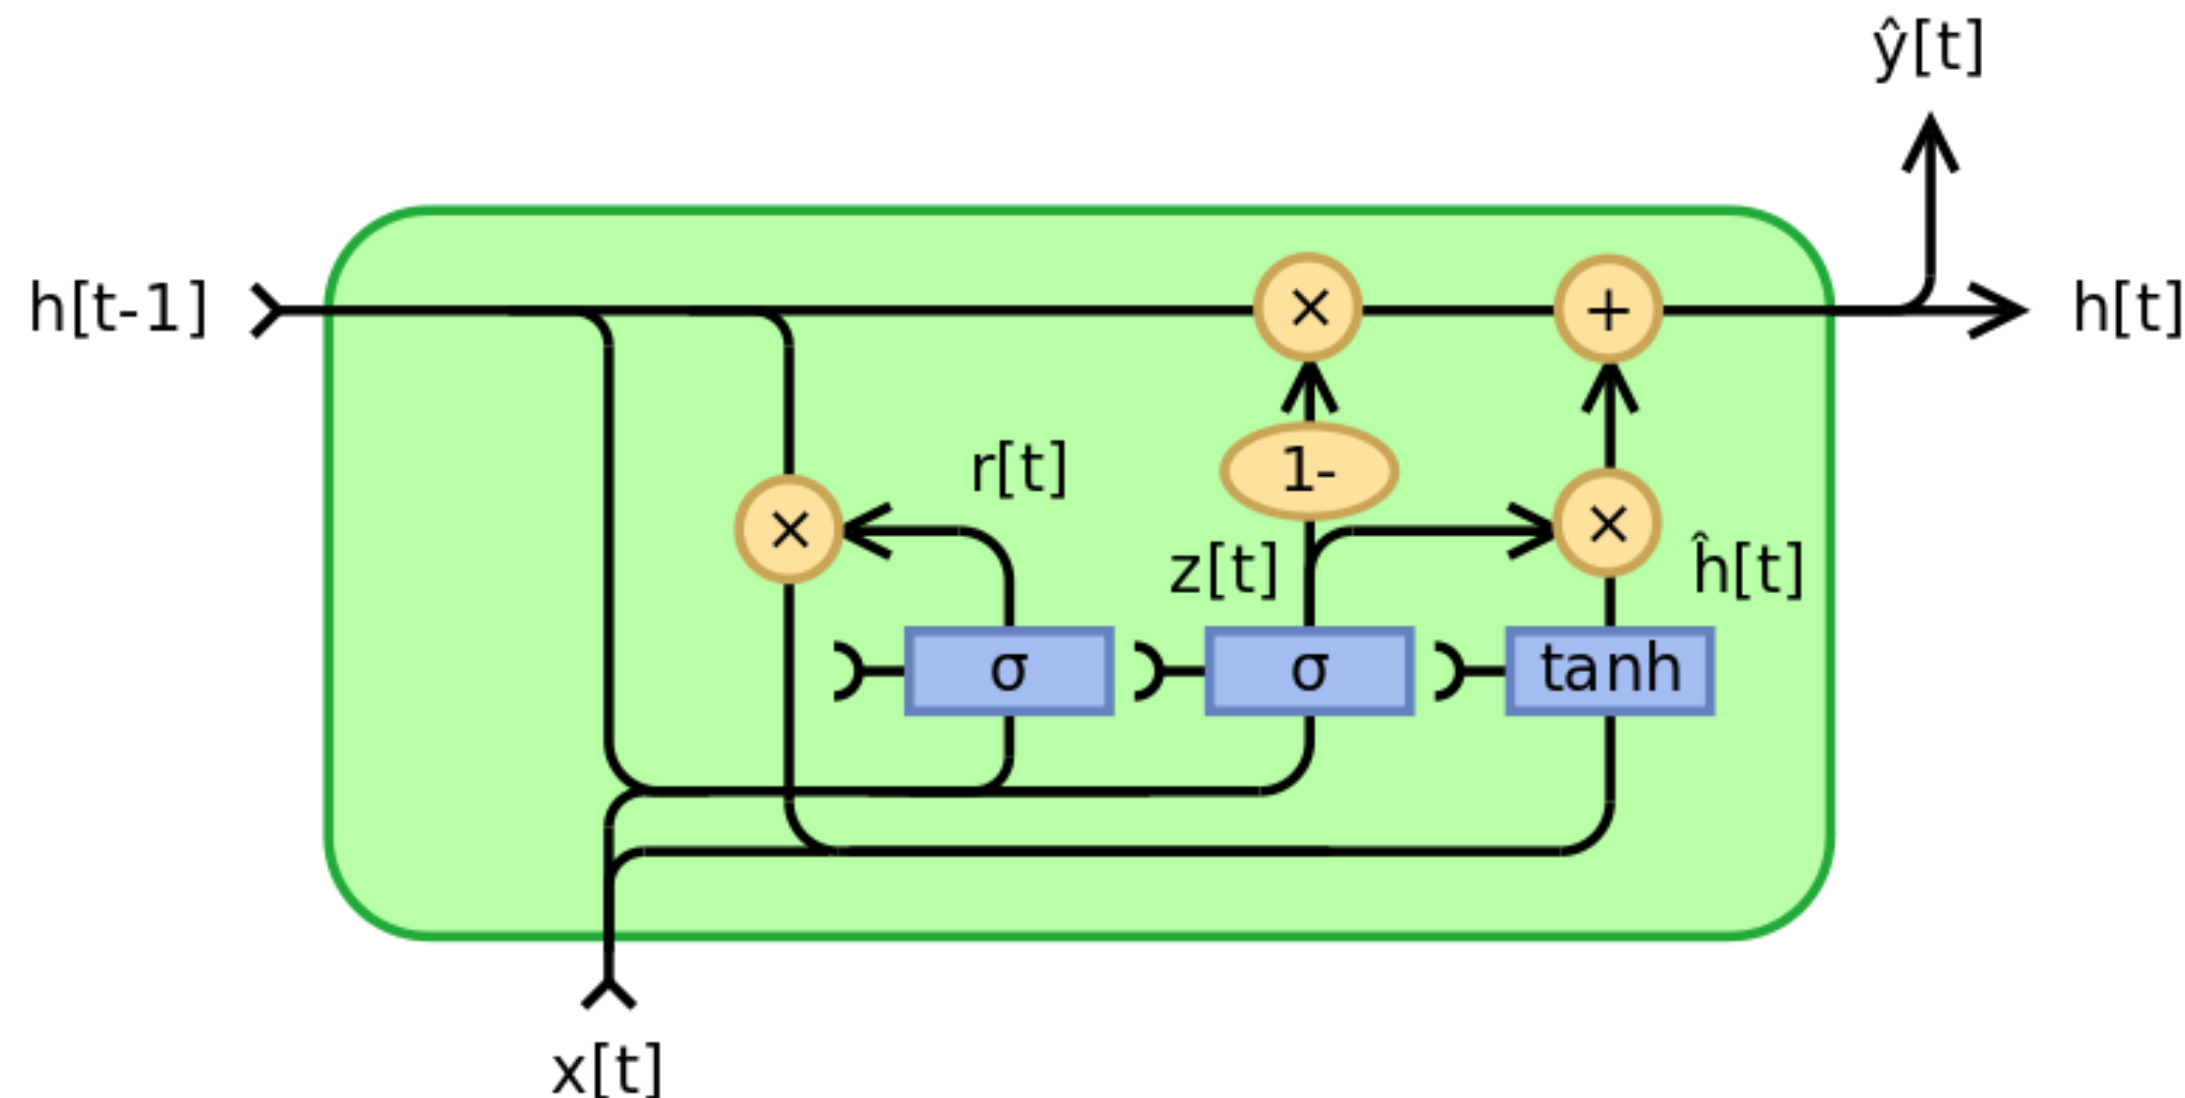 ŷ[t]
h[t-1]
×
+
h[t]
r[t]
1-
×
×
z[t]
ĥ[t]
σ
σ
tanh
x[t]